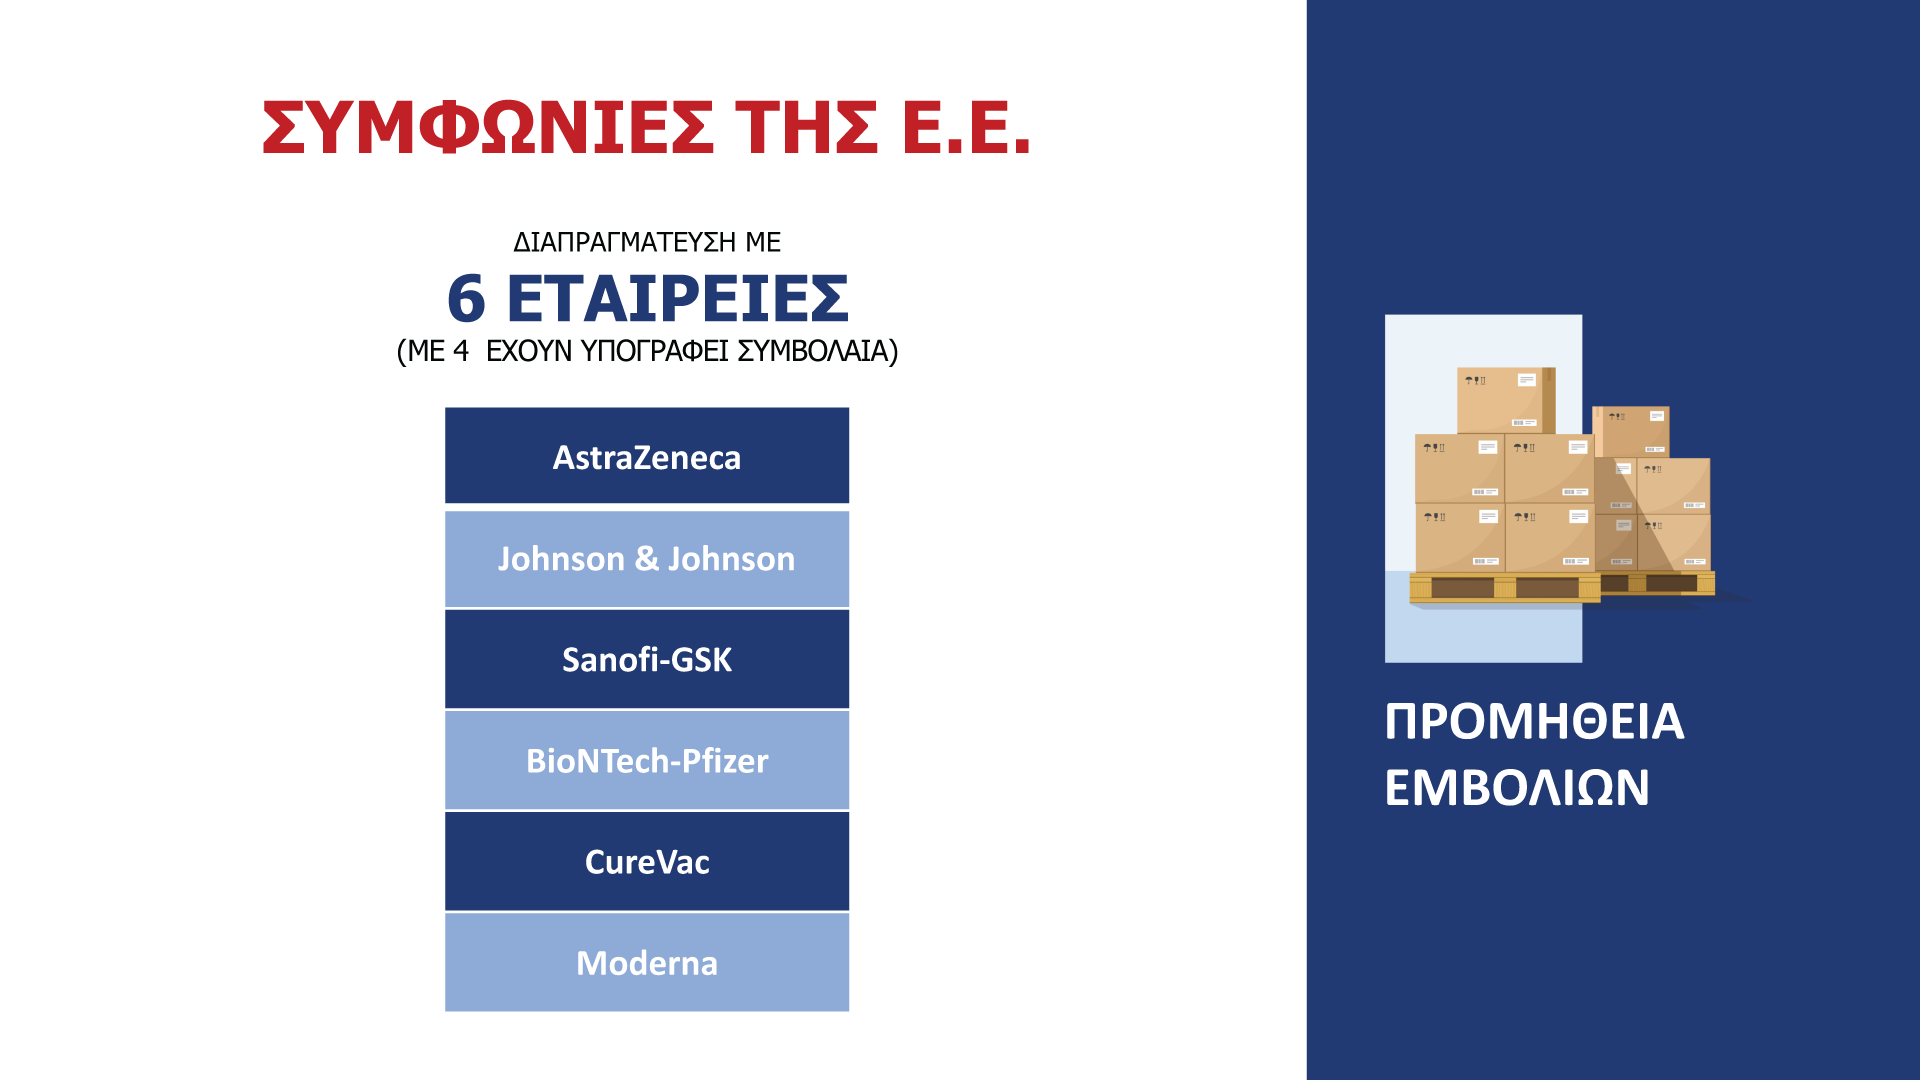 ΣΥΜΦΩΝΙΕΣ ΤΗΣ Ε.Ε.
ΔΙΑΠΡΑΓΜΑΤΕΥΣΗ ΜΕ
6 ΕΤΑΙΡΕΙΕΣ
(ΜΕ 4 ΕΧΟΥΝ ΥΠΟΓΡΑΦΕΙ ΣΥΜΒΟΛΑΙΑ)
AstraZeneca
Johnson & Johnson
Sanofi-GSK
BioNTech-Pfizer
CureVac
Moderna
ΠΡΟΜΗΘΕΙΑ
ΕΜΒΟΛΙΩΝ